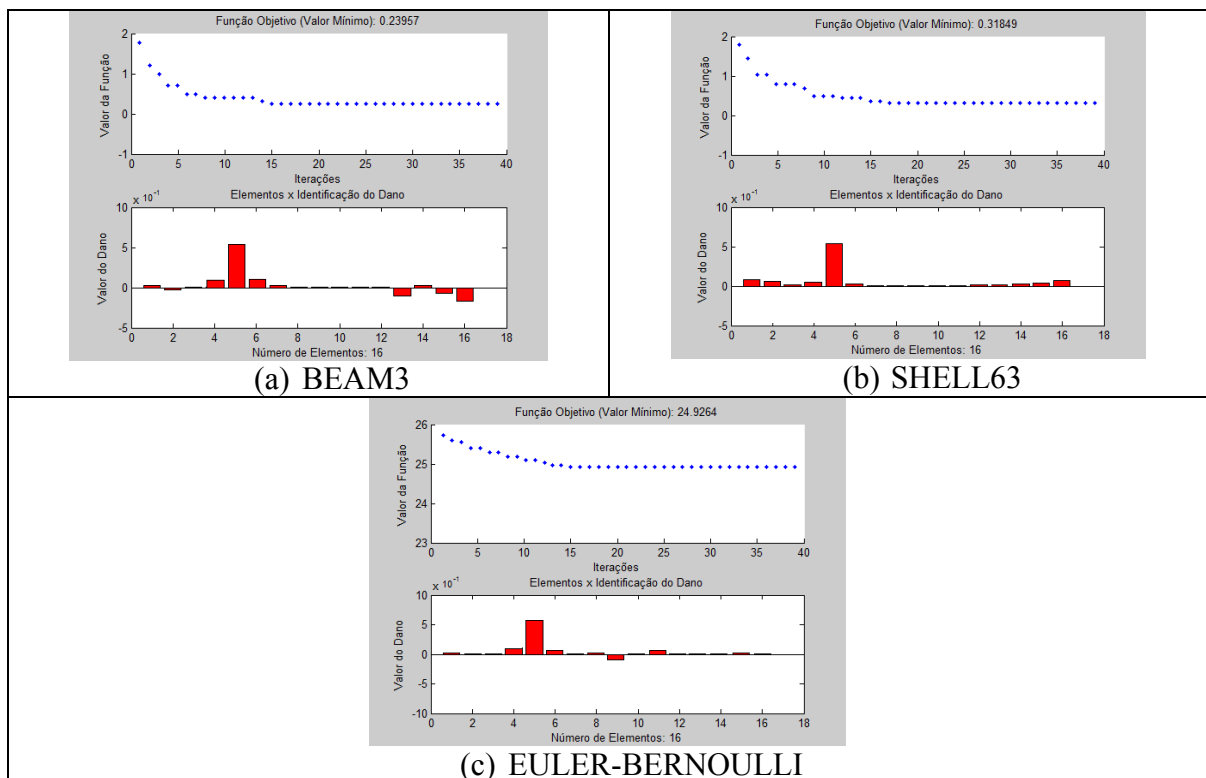 Função Objetivo (Valor Mínimo): 0.23957
Valor da Função
2
1
0
-1
0 5 10 15 20 25 30 35 40
Iterações
Elementos x Identificação do Dano
x 10⁻¹
Valor do Dano
10
5
0
-5
0 2 4 6 8 10 12 14 16 18
Número de Elementos: 16
(a) BEAM3
Função Objetivo (Valor Mínimo): 0.31849
Valor da Função
2
1
0
-1
0 5 10 15 20 25 30 35 40
Iterações
Elementos x Identificação do Dano
x 10⁻¹
Valor do Dano
10
5
0
-5
0 2 4 6 8 10 12 14 16 18
Número de Elementos: 16
(b) SHELL63
Função Objetivo (Valor Mínimo): 24.9264
Valor da Função
26
25
24
23
0 5 10 15 20 25 30 35 40
Iterações
Elementos x Identificação do Dano
x 10⁻¹
Valor do Dano
10
5
0
-5
-10
0 2 4 6 8 10 12 14 16 18
Número de Elementos: 16
(c) EULER-BERNOULLI